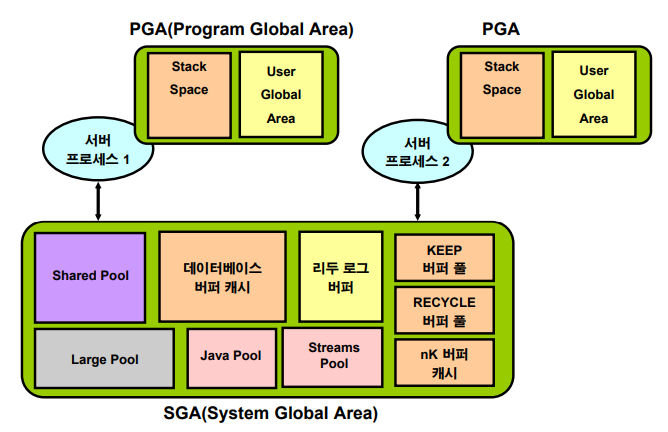 PGA(Program Global Area)
PGA
Stack
Space
User
Global
Area
Stack
Space
User
Global
Area
서버
프로세스 1
서버
프로세스 2
Shared Pool
데이터베이스
버퍼 캐시
리두 로그
버퍼
KEEP
버퍼 풀
RECYCLE
버퍼 풀
Large Pool
Java Pool
Streams
Pool
nK 버퍼
캐시
SGA(System Global Area)